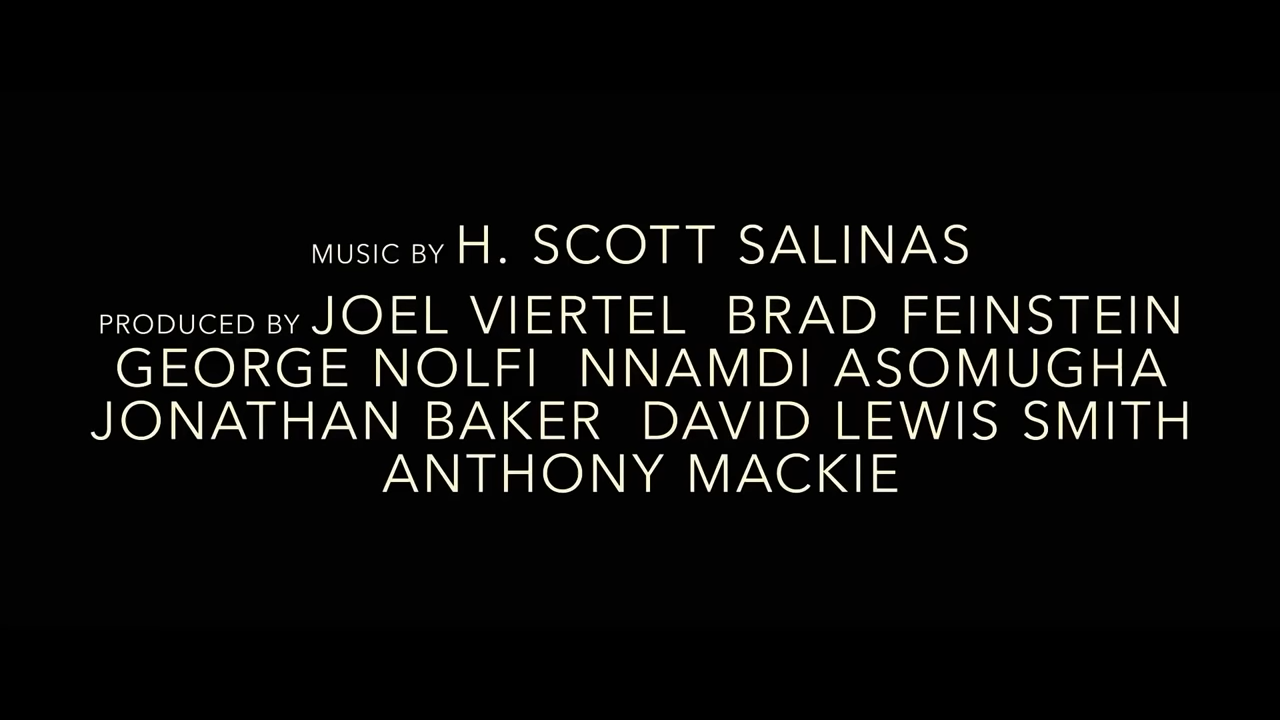 MUSIC BY H. SCOTT SALINAS
PRODUCED BY JOEL VIERTEL BRAD FEINSTEIN
GEORGE NOLFI NNAMDI ASOMUGHA
JONATHAN BAKER DAVID LEWIS SMITH
ANTHONY MACKIE